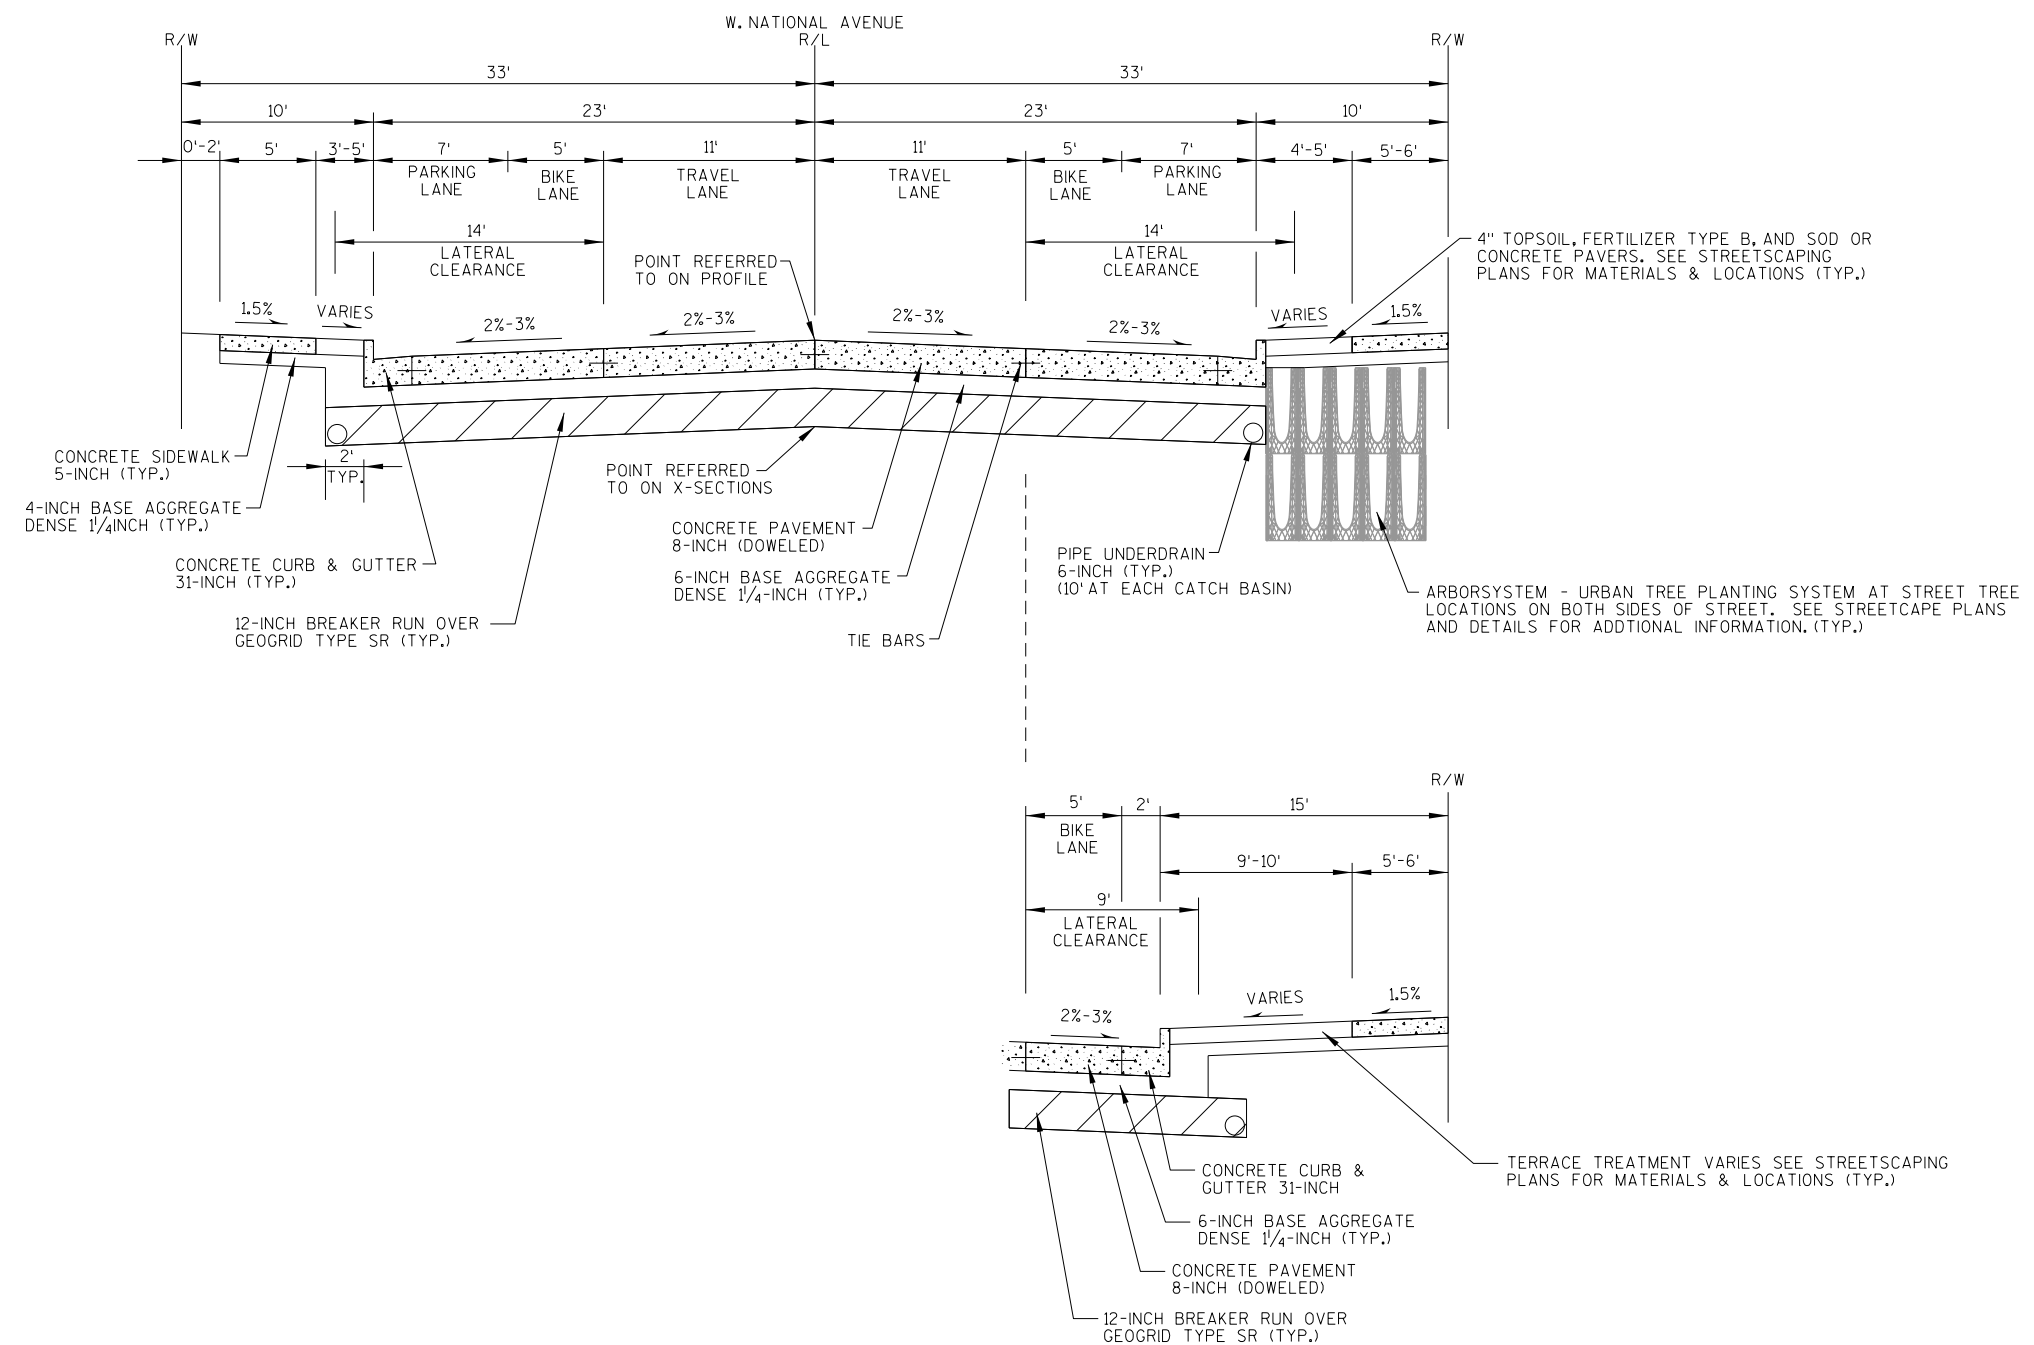 W. NATIONAL AVENUE
R/W
R/L
R/W
33'
33'
10'
23'
23'
10'
0'-2'
5'
3'-5'
7'
5'
11'
11'
5'
7'
4'-5'
5'-6'
PARKING
LANE
BIKE
LANE
TRAVEL
LANE
TRAVEL
LANE
BIKE
LANE
PARKING
LANE
14'
LATERAL
CLEARANCE
14'
LATERAL
CLEARANCE
POINT REFERRED
TO ON PROFILE
4" TOPSOIL, FERTILIZER TYPE B, AND SOD OR
CONCRETE PAVERS. SEE STREETSCAPING
PLANS FOR MATERIALS & LOCATIONS (TYP.)
1.5%
VARIES
2%-3%
2%-3%
2%-3%
2%-3%
VARIES
1.5%
CONCRETE SIDEWALK
5-INCH (TYP.)
2'
TYP.
POINT REFERRED
TO ON X-SECTIONS
4-INCH BASE AGGREGATE
DENSE 1 1/4INCH (TYP.)
CONCRETE PAVEMENT
8-INCH (DOWELED)
CONCRETE CURB & GUTTER
31-INCH (TYP.)
6-INCH BASE AGGREGATE
DENSE 1 1/4-INCH (TYP.)
PIPE UNDERDRAIN
6-INCH (TYP.)
(10' AT EACH CATCH BASIN)
ARBORSYSTEM - URBAN TREE PLANTING SYSTEM AT STREET TREE
LOCATIONS ON BOTH SIDES OF STREET. SEE STREETCAPE PLANS
AND DETAILS FOR ADDTIONAL INFORMATION. (TYP.)
12-INCH BREAKER RUN OVER
GEOGRID TYPE SR (TYP.)
TIE BARS
R/W
5'
2'
15'
BIKE
LANE
9'-10'
5'-6'
9'
LATERAL
CLEARANCE
2%-3%
VARIES
1.5%
CONCRETE CURB &
GUTTER 31-INCH
TERRACE TREATMENT VARIES SEE STREETSCAPING
PLANS FOR MATERIALS & LOCATIONS (TYP.)
6-INCH BASE AGGREGATE
DENSE 1 1/4-INCH (TYP.)
CONCRETE PAVEMENT
8-INCH (DOWELED)
12-INCH BREAKER RUN OVER
GEOGRID TYPE SR (TYP.)